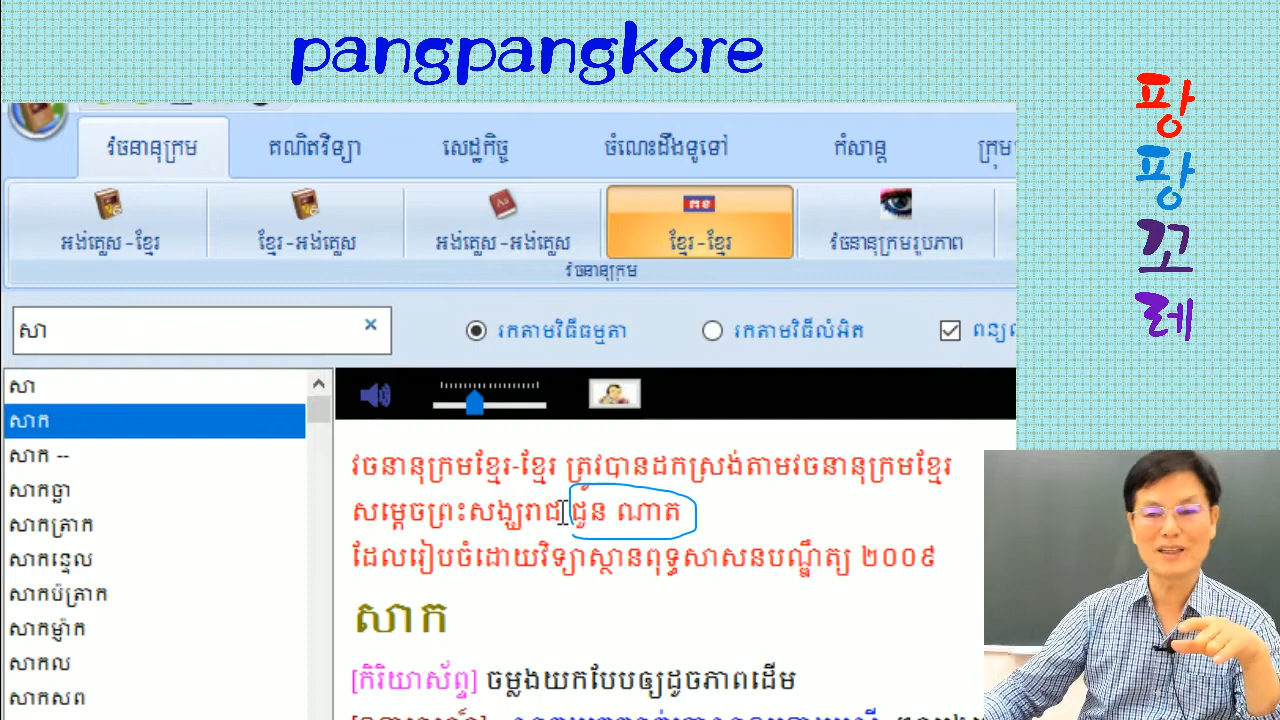 pangpangkore
팡
팡
꼬
레
វចនានុក្រម គណិតវិទ្យា សេដ្ឋកិច្ច ចំណេះដឹងទូទៅ កំសាន្ត
អង់គ្លេស-ខ្មែរ ខ្មែរ-អង់គ្លេស អង់គ្លេស-អង់គ្លេស ខ្មែរ-ខ្មែរ វចនានុក្រមរូបភាព
វចនានុក្រម
សា រកតាមវិធីធម្មតា រកតាមវិធីលំអិត
សា
សាក
សាក --
សាកច្ឆា
សាកត្រាក
សាកន្ទេល
សាកប័ត្រាក
សាកម៉្ញាក
សាកល
សាកសព
វចនានុក្រមខ្មែរ-ខ្មែរ ត្រូវបានដកស្រង់តាមវចនានុក្រមខ្មែរ
សម្តេចព្រះសង្ឃរាជ ជួន ណាត
ដែលរៀបចំដោយវិទ្យាស្ថានពុទ្ធសាសនបណ្ឌិត្យ ២០០៩
សាក
[កិរិយាស័ព្ទ] ចម្លងយកបែបឲ្យដូចភាពដើម